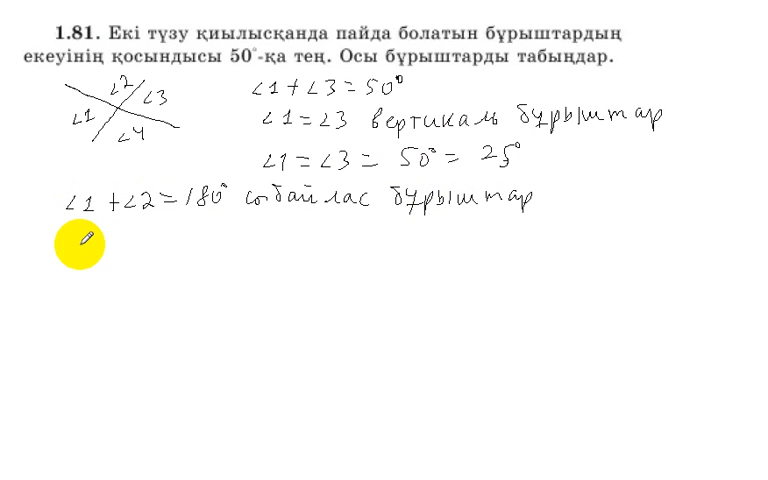 1.81. Екі түзу қиылысқанда пайда болатын бұрыштардың
екеуінің қосындысы 50°-қа тең. Осы бұрыштарды табыңдар.
∠2
∠3
∠1
∠4
∠1+∠3=50°
∠1=∠3 вертикаль бұрыштар
∠1=∠3= 50°= 25°
∠1+∠2=180° сыбайлас бұрыштар